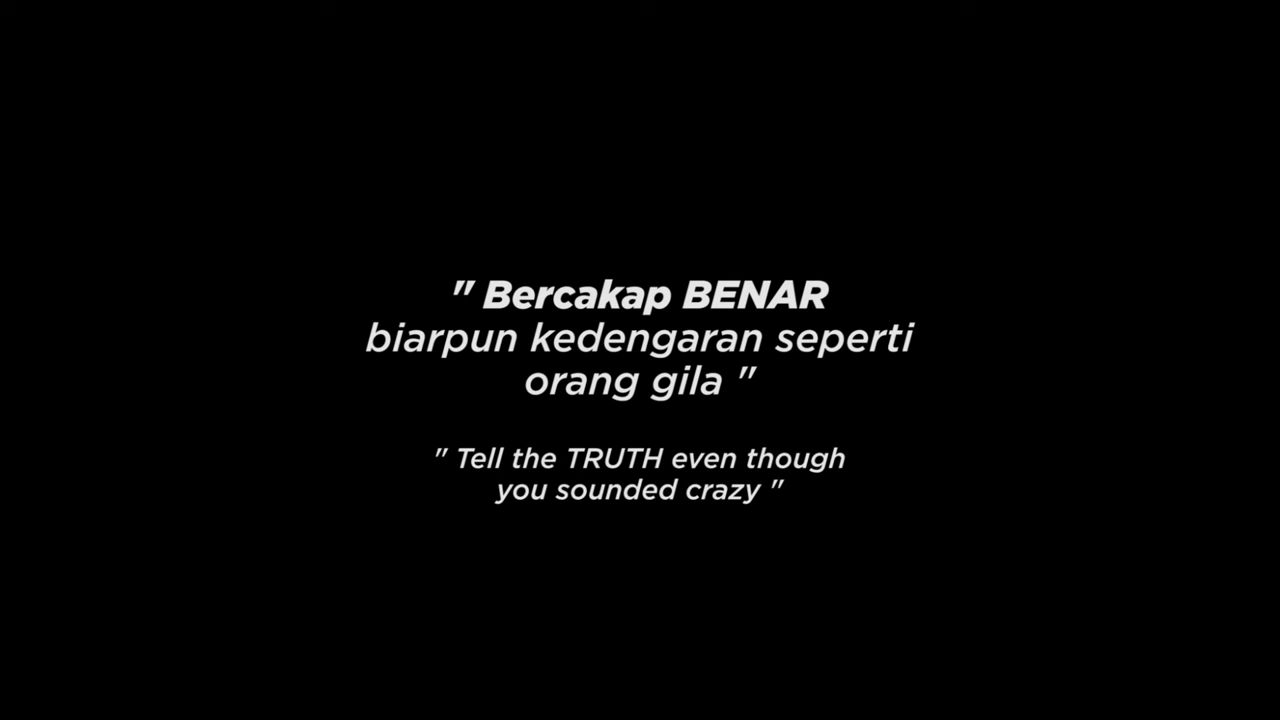 " Bercakap BENAR
biarpun kedengaran seperti
orang gila "
" Tell the TRUTH even though
you sounded crazy "